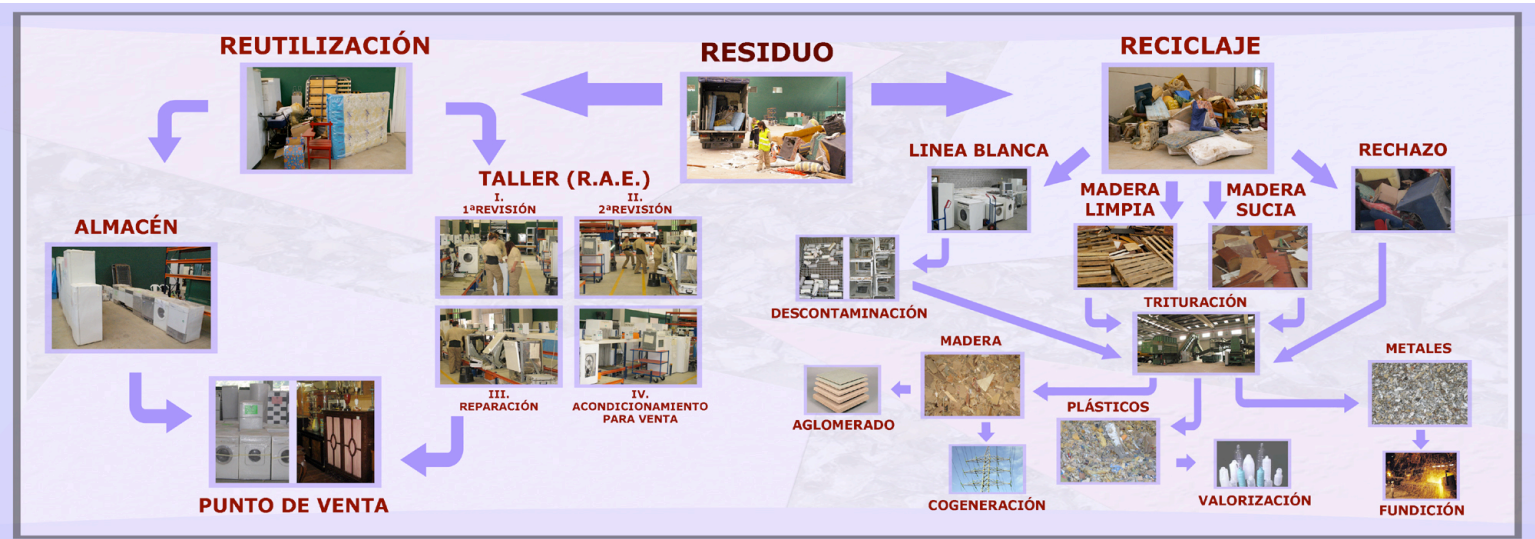 REUTILIZACIÓN
RESIDUO
RECICLAJE
LINEA BLANCA
RECHAZO
TALLER (R.A.E.)
MADERA
LIMPIA
MADERA
SUCIA
I.
1ªREVISIÓN
II.
2ªREVISIÓN
ALMACÉN
TRITURACIÓN
DESCONTAMINACIÓN
MADERA
METALES
III.
REPARACIÓN
IV.
ACONDICIONAMIENTO
PARA VENTA
PLÁSTICOS
AGLOMERADO
PUNTO DE VENTA
COGENERACIÓN
VALORIZACIÓN
FUNDICIÓN